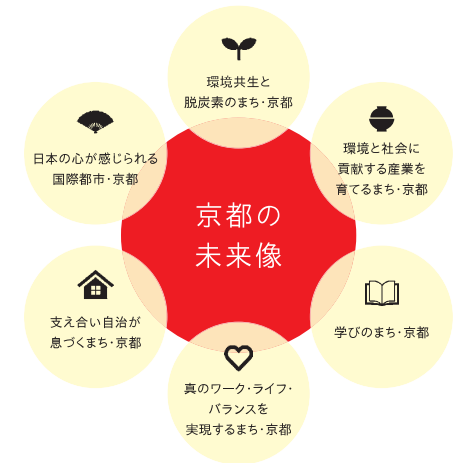 環境共生と
脱炭素のまち・京都
環境と社会に
貢献する産業を
育てるまち・京都
学びのまち・京都
真のワーク・ライフ・
バランスを
実現するまち・京都
支え合い自治が
息づくまち・京都
日本の心が感じられる
国際都市・京都
京都の
未来像